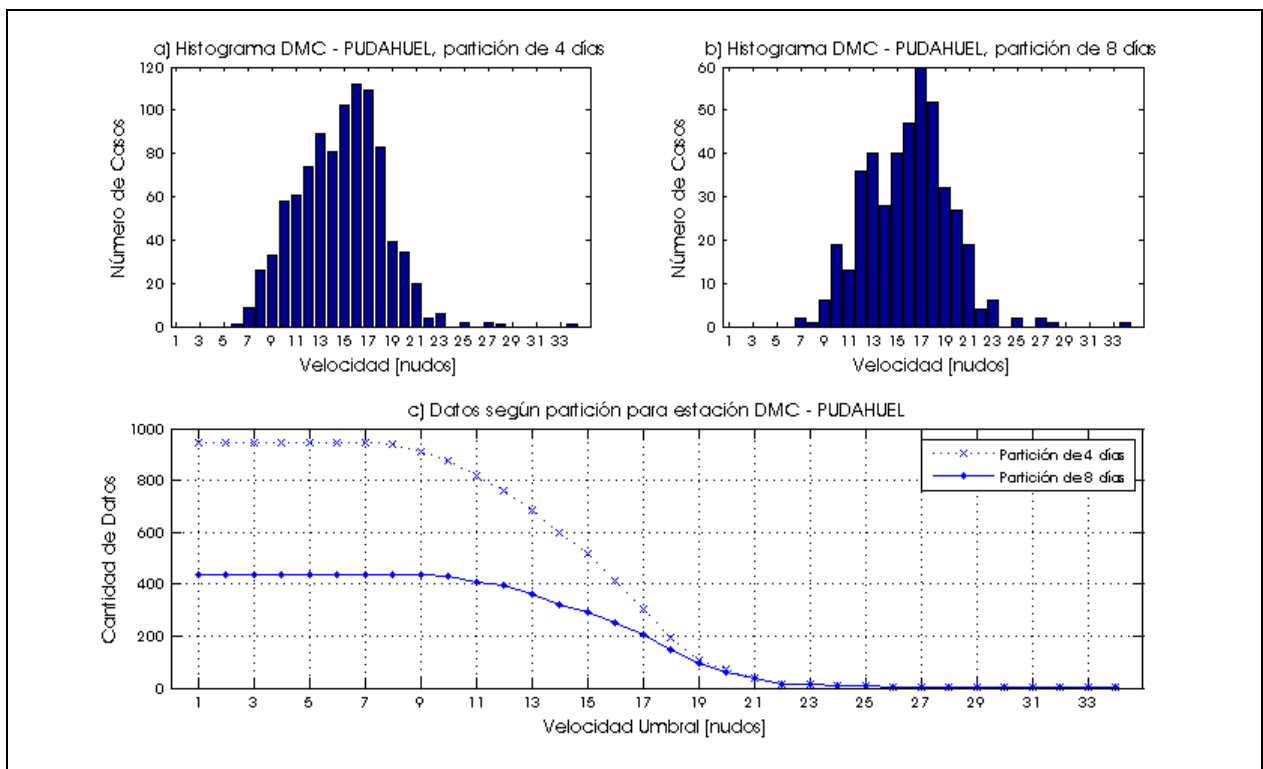 a) Histograma DMC - PUDAHUEL, partición de 4 días
120
100
80
60
40
20
0
Número de Casos
1 3 5 7 9 11 13 15 17 19 21 23 25 27 29 31 33
Velocidad [nudos]
b) Histograma DMC - PUDAHUEL, partición de 8 días
60
50
40
30
20
10
0
Número de Casos
1 3 5 7 9 11 13 15 17 19 21 23 25 27 29 31 33
Velocidad [nudos]
c) Datos según partición para estación DMC - PUDAHUEL
1000
800
600
400
200
0
Cantidad de Datos
Partición de 4 días
Partición de 8 días
1 3 5 7 9 11 13 15 17 19 21 23 25 27 29 31 33
Velocidad Umbral [nudos]